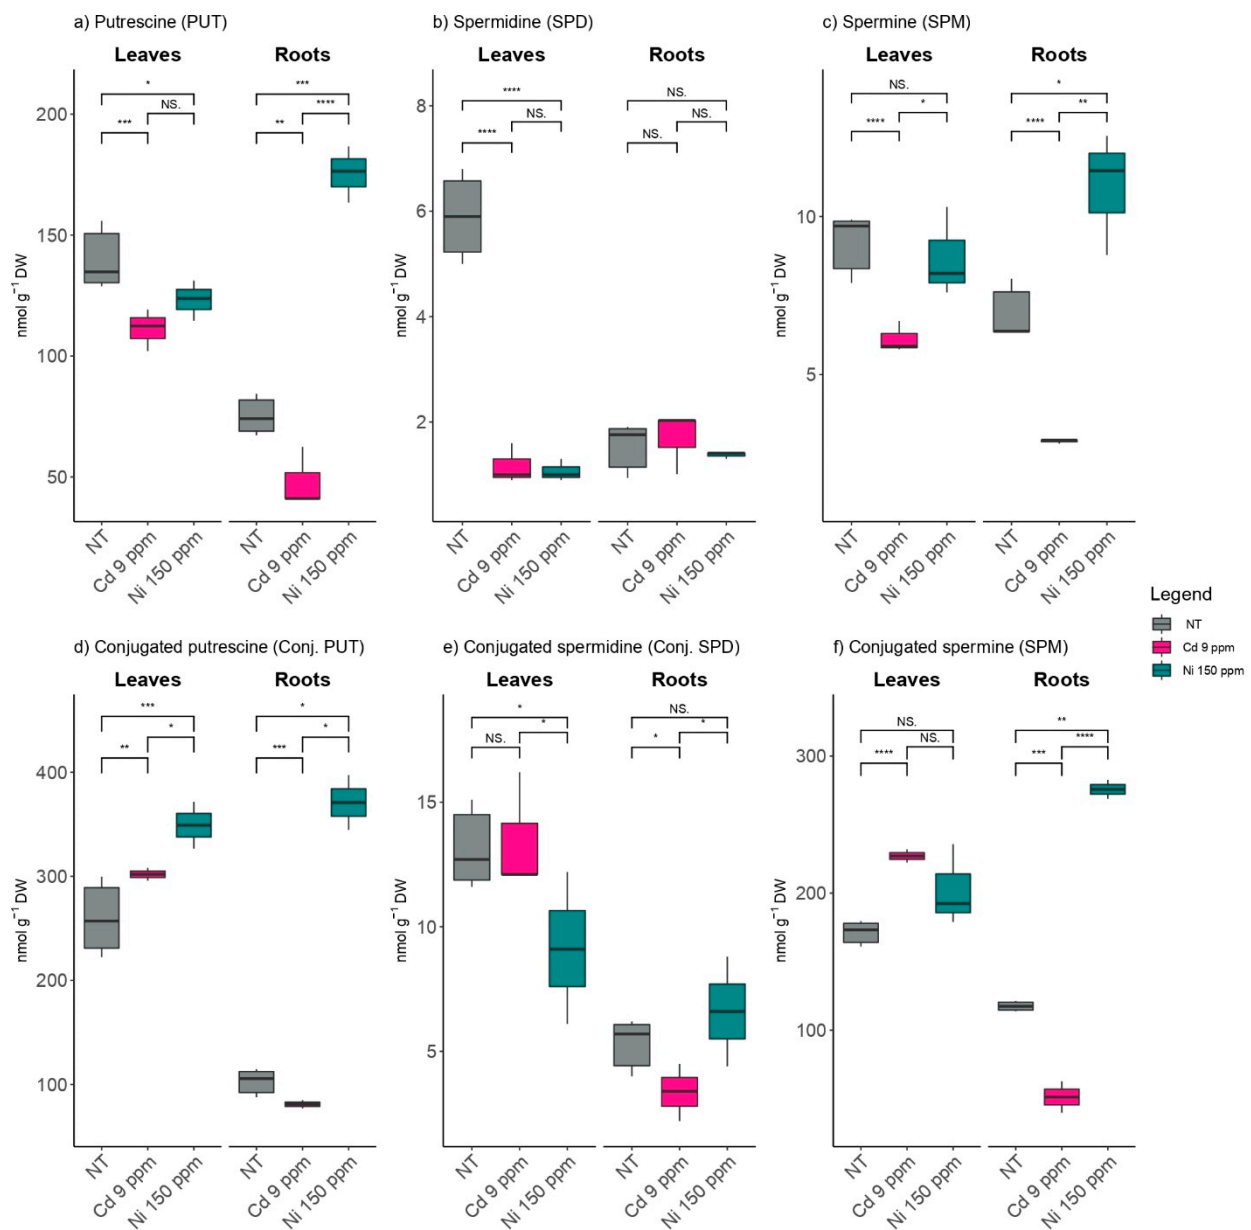 a) Putrescine (PUT)
Leaves
Roots
nmol g⁻¹ DW
200
150
100
50
*
NS.
***
***
****
**
NT
Cd 9 ppm
Ni 150 ppm
NT
Cd 9 ppm
Ni 150 ppm
b) Spermidine (SPD)
Leaves
Roots
nmol g⁻¹ DW
8
6
4
2
****
NS.
****
NS.
NS.
NS.
NT
Cd 9 ppm
Ni 150 ppm
NT
Cd 9 ppm
Ni 150 ppm
c) Spermine (SPM)
Leaves
Roots
nmol g⁻¹ DW
10
5
NS.
*
****
*
**
****
NT
Cd 9 ppm
Ni 150 ppm
NT
Cd 9 ppm
Ni 150 ppm
Legend
NT
Cd 9 ppm
Ni 150 ppm
d) Conjugated putrescine (Conj. PUT)
Leaves
Roots
nmol g⁻¹ DW
400
300
200
100
***
*
**
*
*
***
NT
Cd 9 ppm
Ni 150 ppm
NT
Cd 9 ppm
Ni 150 ppm
e) Conjugated spermidine (Conj. SPD)
Leaves
Roots
nmol g⁻¹ DW
15
10
5
*
*
NS.
NS.
*
*
NT
Cd 9 ppm
Ni 150 ppm
NT
Cd 9 ppm
Ni 150 ppm
f) Conjugated spermine (SPM)
Leaves
Roots
nmol g⁻¹ DW
300
200
100
NS.
NS.
****
**
****
***
NT
Cd 9 ppm
Ni 150 ppm
NT
Cd 9 ppm
Ni 150 ppm